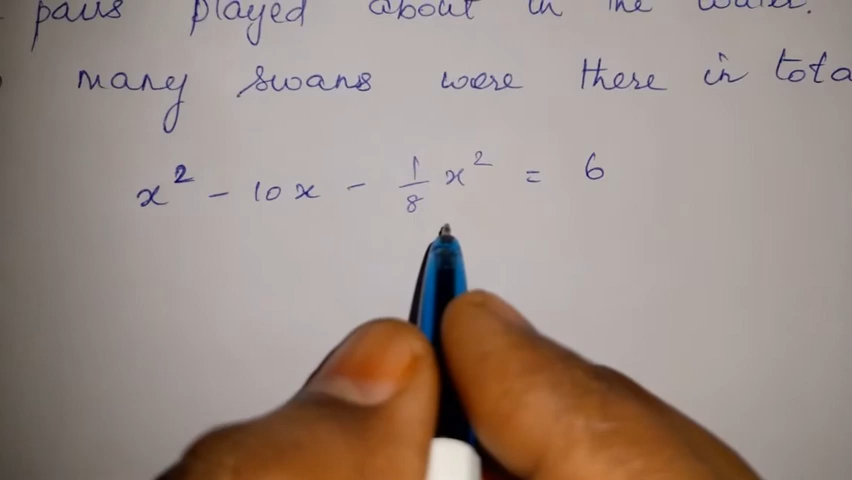 pairs played about in the water.
many swans were there in tota
x² - 10x - 1/8 x² = 6